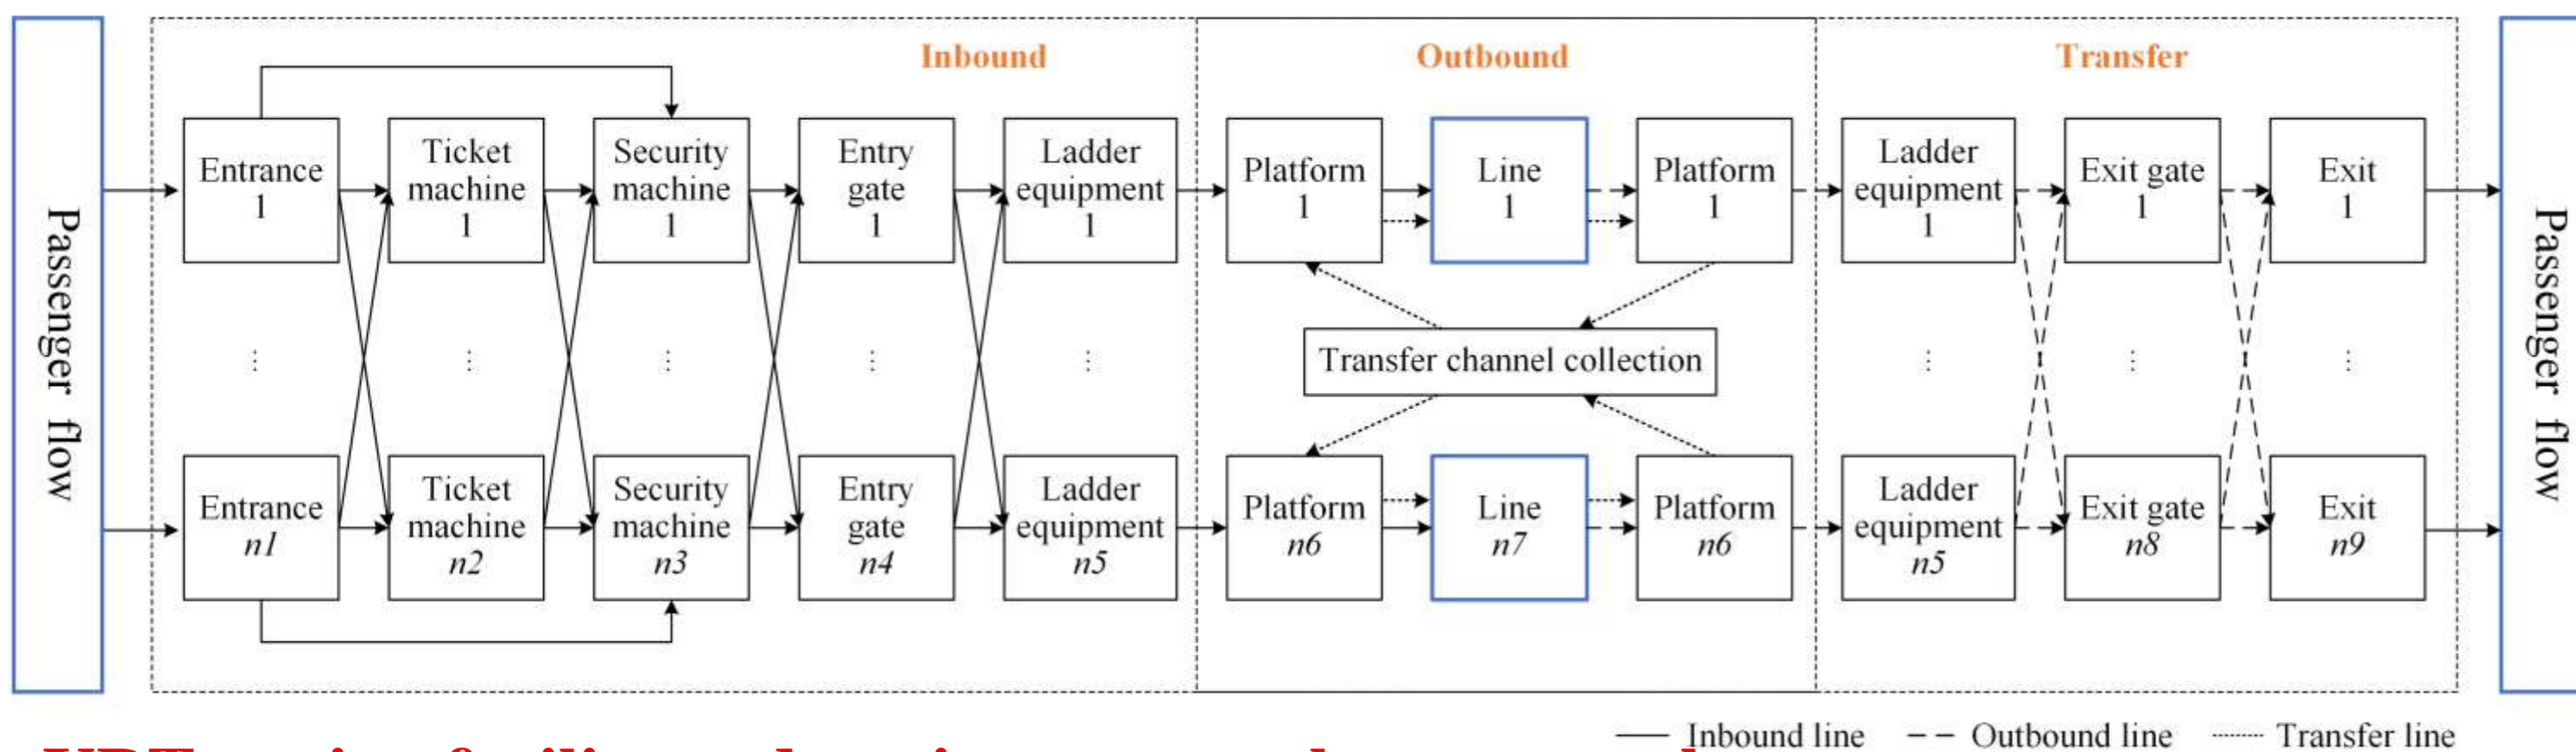 Inbound
Outbound
Transfer
Passenger flow
Entrance
1
Ticket
machine
1
Security
machine
1
Entry
gate
1
Ladder
equipment
1
Platform
1
Line
1
Platform
1
Ladder
equipment
1
Exit gate
1
Exit
1
Passenger flow
Transfer channel collection
Entrance
n1
Ticket
machine
n2
Security
machine
n3
Entry
gate
n4
Ladder
equipment
n5
Platform
n6
Line
n7
Platform
n6
Ladder
equipment
n5
Exit gate
n8
Exit
n9
Inbound line
Outbound line
Transfer line